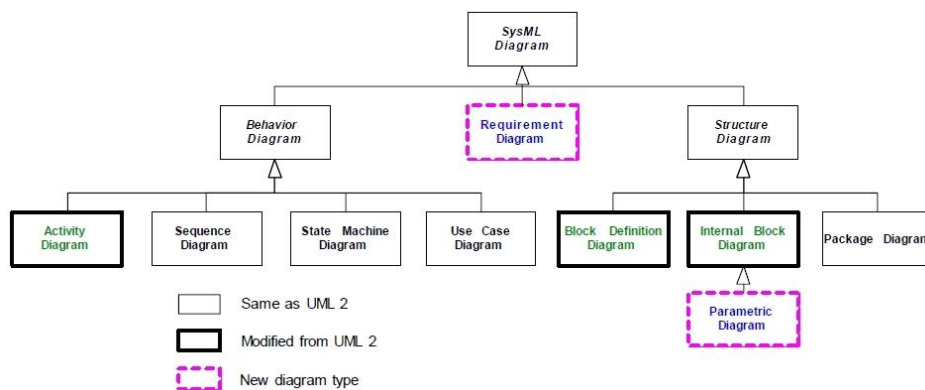 SysML
Diagram
Behavior
Diagram
Requirement
Diagram
Structure
Diagram
Activity
Diagram
Sequence
Diagram
State Machine
Diagram
Use Case
Diagram
Block Definition
Diagram
Internal Block
Diagram
Package Diagram
Parametric
Diagram
Same as UML 2
Modified from UML 2
New diagram type